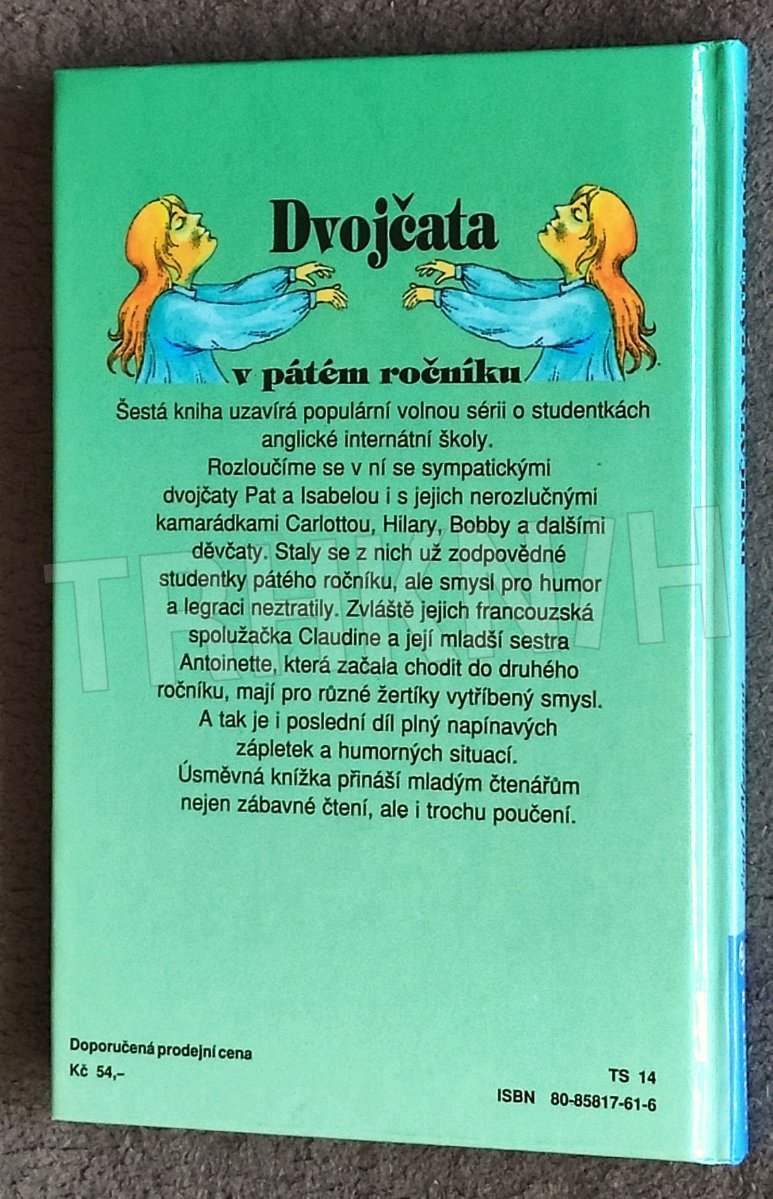 Dvojčata
v pátém ročníku
Šestá kniha uzavírá populární volnou sérii o studentkách
anglické internátní školy.
Rozloučíme se v ní se sympatickými
dvojčaty Pat a Isabelou i s jejich nerozlučnými
kamarádkami Carlottou, Hilary, Bobby a dalšími
děvčaty. Staly se z nich už zodpovědné
studentky pátého ročníku, ale smysl pro humor
a legraci neztratily. Zvláště jejich francouzská
spolužačka Claudine a její mladší sestra
Antoinette, která začala chodit do druhého
ročníku, mají pro různé žertíky vytříbený smysl.
A tak je i poslední díl plný napínavých
zápletek a humorných situací.
Úsměvná knížka přináší mladým čtenářům
nejen zábavné čtení, ale i trochu poučení.
TRHKNIH
Doporučená prodejní cena
Kč 54,–
TS 14
ISBN 80-85817-61-6